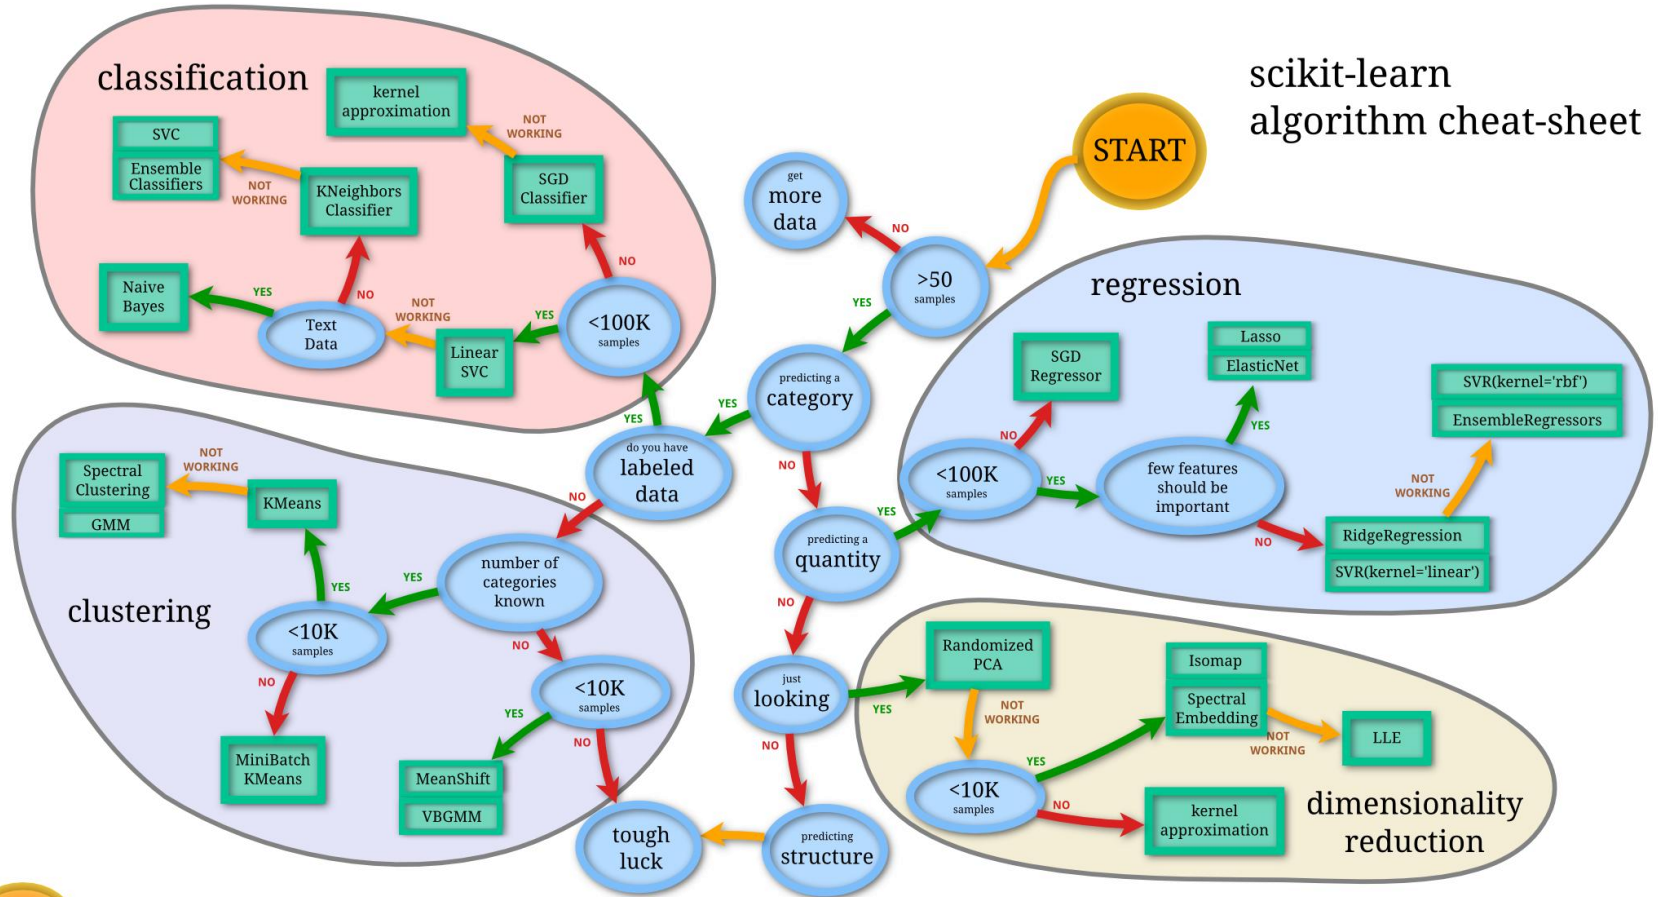 scikit-learn
algorithm cheat-sheet
START
get
more
data
NO
>50
samples
YES
predicting a
category
YES
NO
do you have
labeled
data
YES
NO
predicting a
quantity
YES
NO
just
looking
YES
NO
predicting
structure
tough
luck
classification
kernel
approximation
NOT
WORKING
SVC
Ensemble
Classifiers
NOT
WORKING
KNeighbors
Classifier
SGD
Classifier
NO
Naive
Bayes
YES
NO
Text
Data
NOT
WORKING
Linear
SVC
YES
<100K
samples
regression
SGD
Regressor
NO
<100K
samples
YES
Lasso
ElasticNet
YES
few features
should be
important
NO
SVR(kernel='rbf')
EnsembleRegressors
NOT
WORKING
RidgeRegression
SVR(kernel='linear')
clustering
Spectral
Clustering
GMM
NOT
WORKING
KMeans
YES
<10K
samples
NO
MiniBatch
KMeans
YES
number of
categories
known
NO
<10K
samples
YES
NO
MeanShift
VBGMM
dimensionality
reduction
Randomized
PCA
NOT
WORKING
<10K
samples
YES
NO
Isomap
Spectral
Embedding
NOT
WORKING
LLE
kernel
approximation